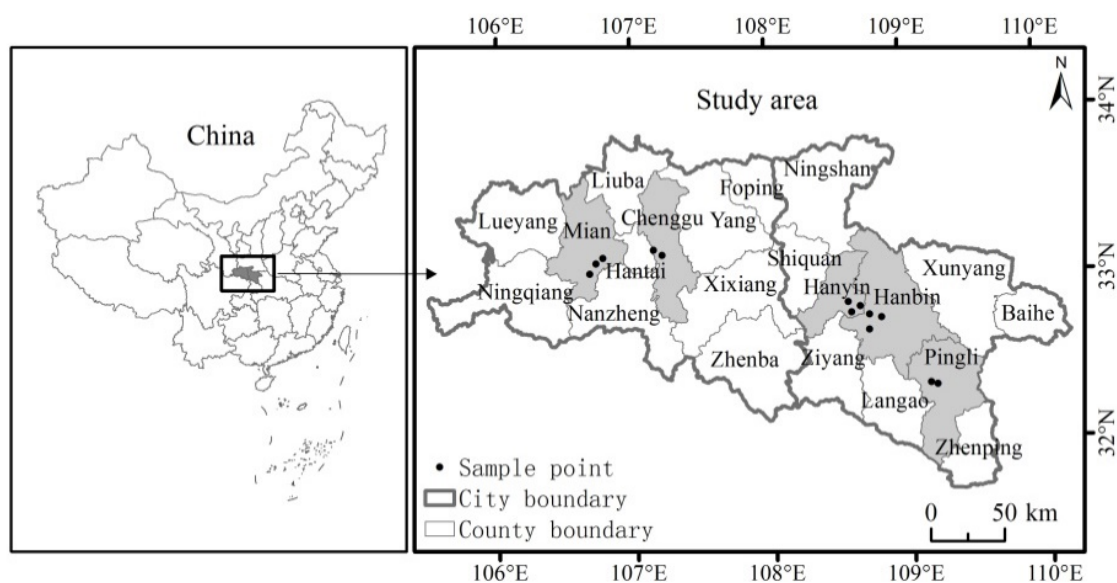 106°E 107°E 108°E 109°E 110°E
N
34°N
Study area
China
Ningshan
Liuba Foping
Lueyang Mian Chenggu Yang
Shiquan Xunyang
33°N
Hantai
Ningqiang Xixiang Hanyin Hanbin
Nanzheng Baihe
Zhenba Ziyang Pingli
Langao
32°N
Zhenping
Sample point
City boundary
County boundary
0 50 km
106°E 107°E 108°E 109°E 110°E